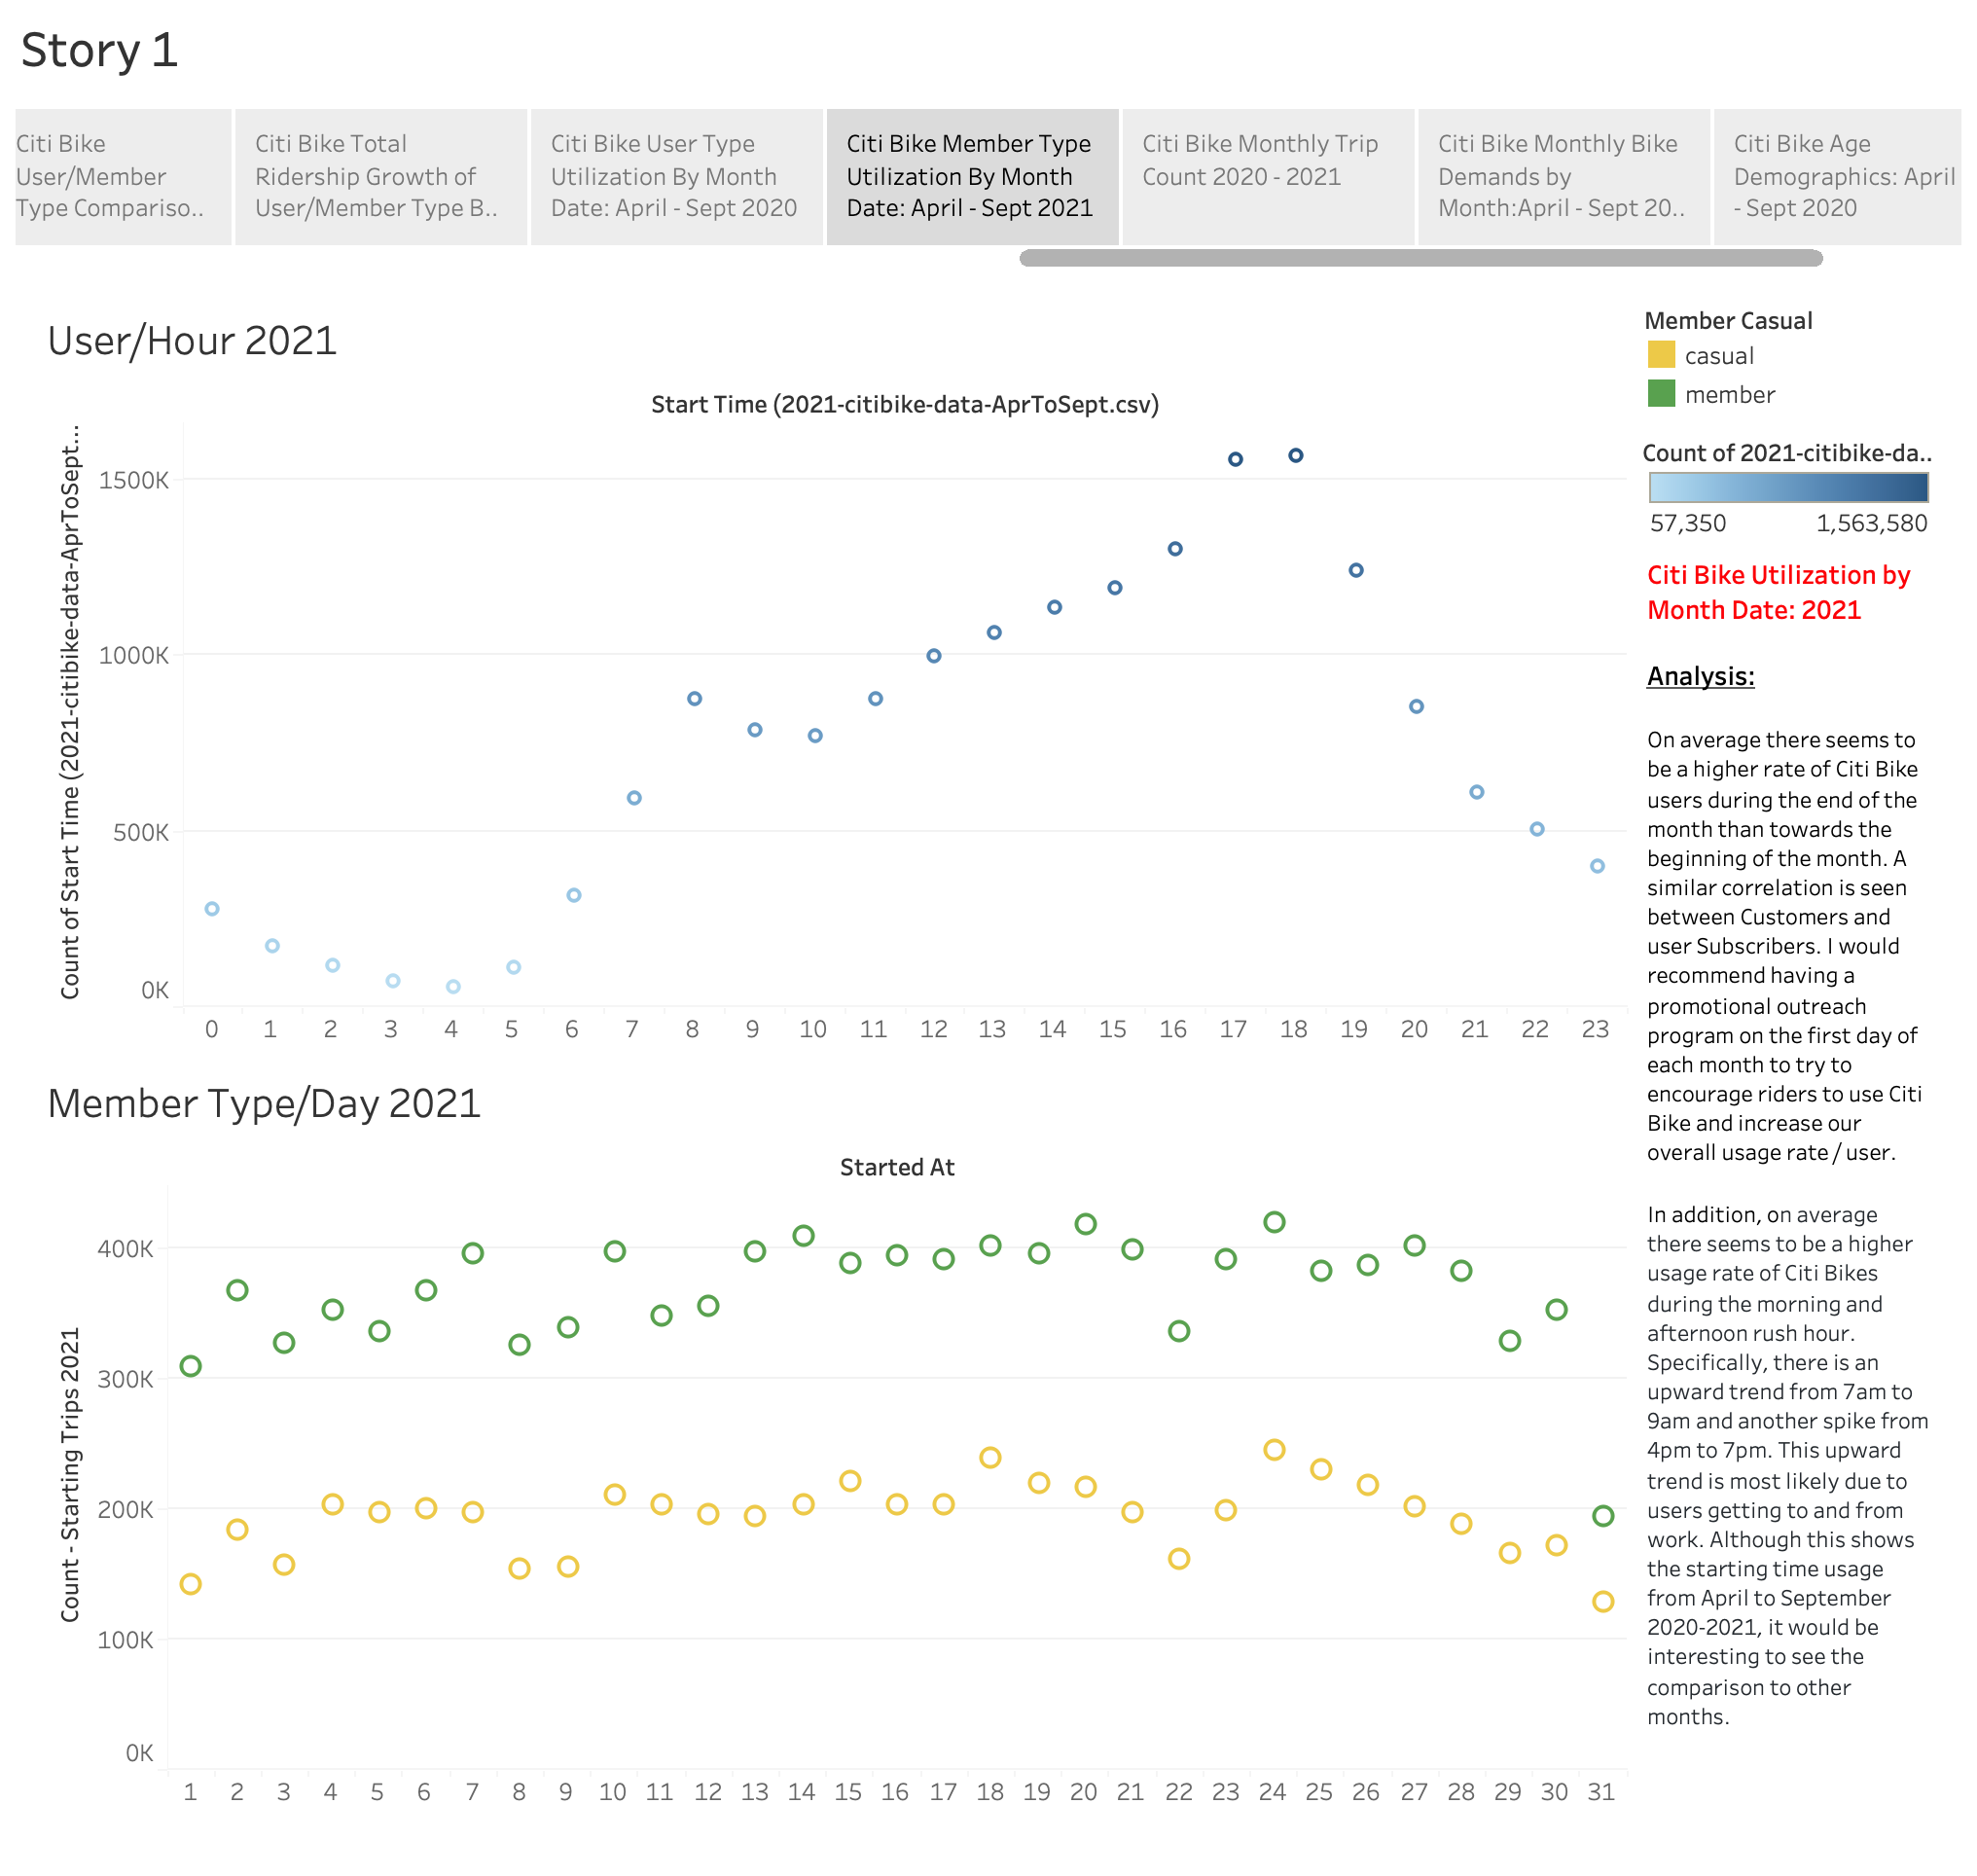 Story 1
Citi Bike
User/Member
Type Compariso..
Citi Bike Total
Ridership Growth of
User/Member Type B..
Citi Bike User Type
Utilization By Month
Date: April - Sept 2020
Citi Bike Member Type
Utilization By Month
Date: April - Sept 2021
Citi Bike Monthly Trip
Count 2020 - 2021
Citi Bike Monthly Bike
Demands by
Month:April - Sept 20..
Citi Bike Age
Demographics: April
- Sept 2020
User/Hour 2021
Start Time (2021-citibike-data-AprToSept.csv)
Count of Start Time (2021-citibike-data-AprToSept...
1500K
1000K
500K
0K
0 1 2 3 4 5 6 7 8 9 10 11 12 13 14 15 16 17 18 19 20 21 22 23
Member Type/Day 2021
Started At
Count - Starting Trips 2021
400K
300K
200K
100K
0K
1 2 3 4 5 6 7 8 9 10 11 12 13 14 15 16 17 18 19 20 21 22 23 24 25 26 27 28 29 30 31
Member Casual
casual
member
Count of 2021-citibike-da..
57,350 1,563,580
Citi Bike Utilization by
Month Date: 2021
Analysis:
On average there seems to
be a higher rate of Citi Bike
users during the end of the
month than towards the
beginning of the month. A
similar correlation is seen
between Customers and
user Subscribers. I would
recommend having a
promotional outreach
program on the first day of
each month to try to
encourage riders to use Citi
Bike and increase our
overall usage rate / user.
In addition, on average
there seems to be a higher
usage rate of Citi Bikes
during the morning and
afternoon rush hour.
Specifically, there is an
upward trend from 7am to
9am and another spike from
4pm to 7pm. This upward
trend is most likely due to
users getting to and from
work. Although this shows
the starting time usage
from April to September
2020-2021, it would be
interesting to see the
comparison to other
months.